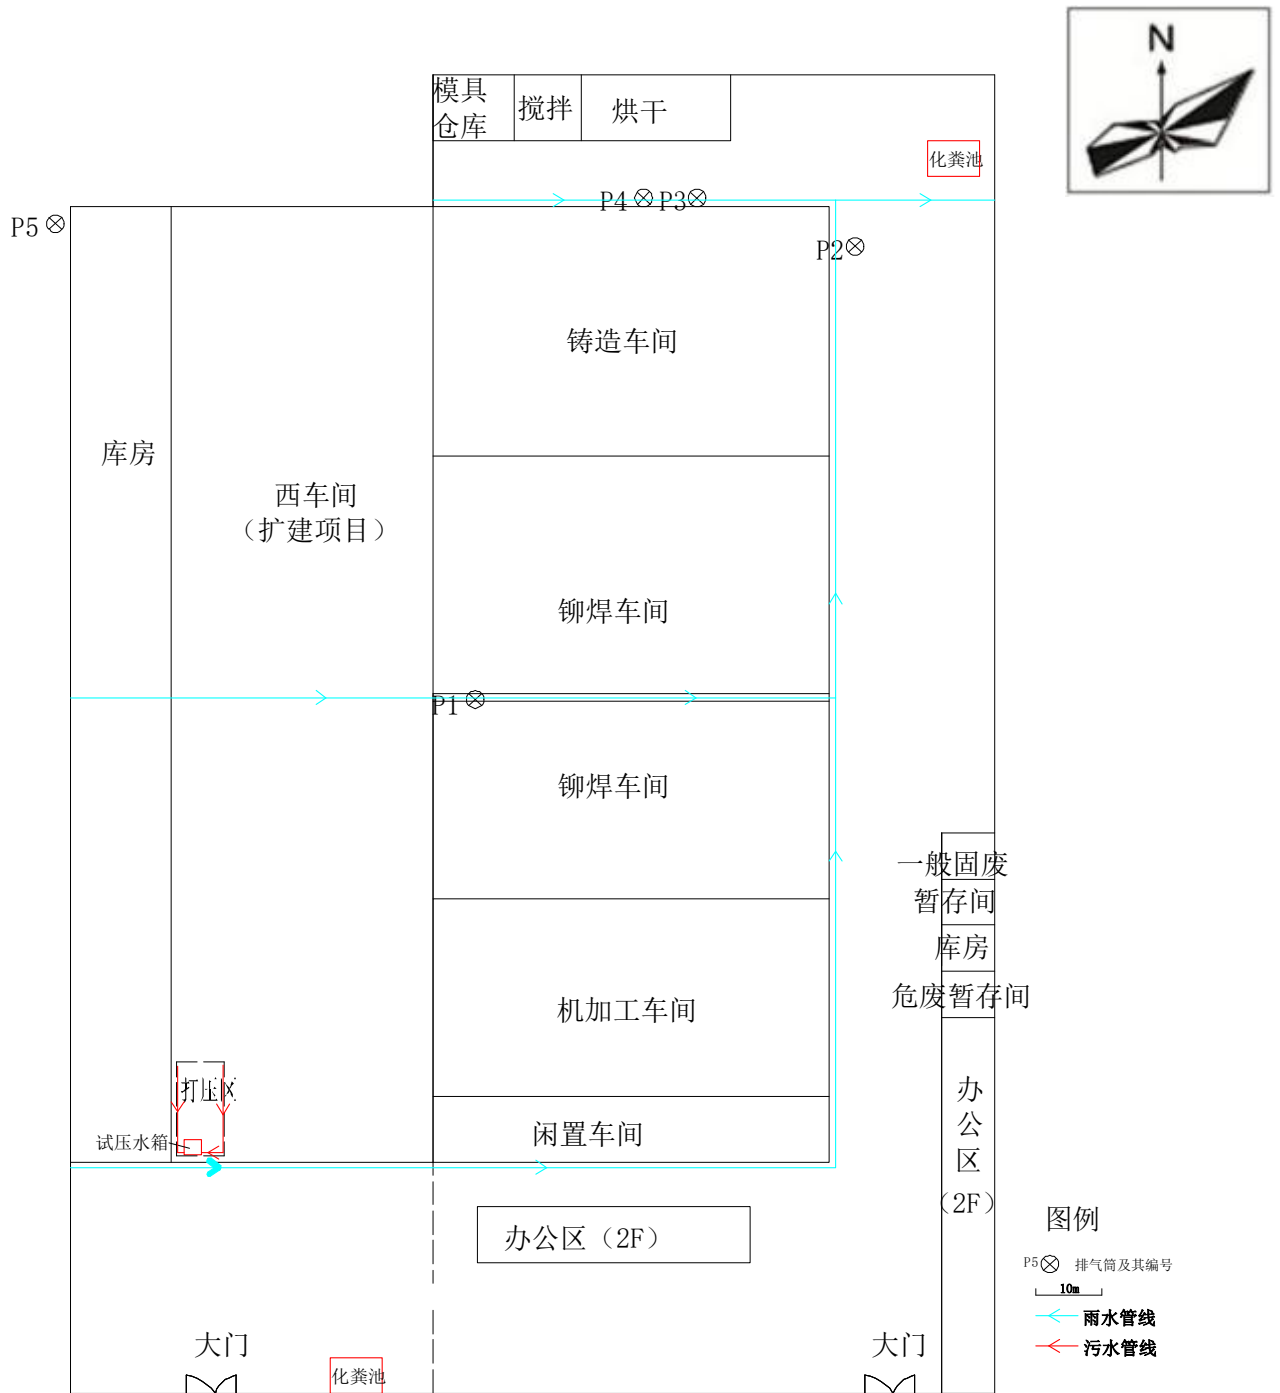 N
模具
仓库
搅拌
烘干
化粪池
P4
P3
P5
P2
铸造车间
库房
西车间
（扩建项目）
铆焊车间
P1
铆焊车间
一般固废
暂存间
库房
危废暂存间
机加工车间
打压区
试压水箱
闲置车间
办
公
区
（2F）
办公区（2F）
图例
P5 排气筒及其编号
10m
雨水管线
污水管线
大门
化粪池
大门